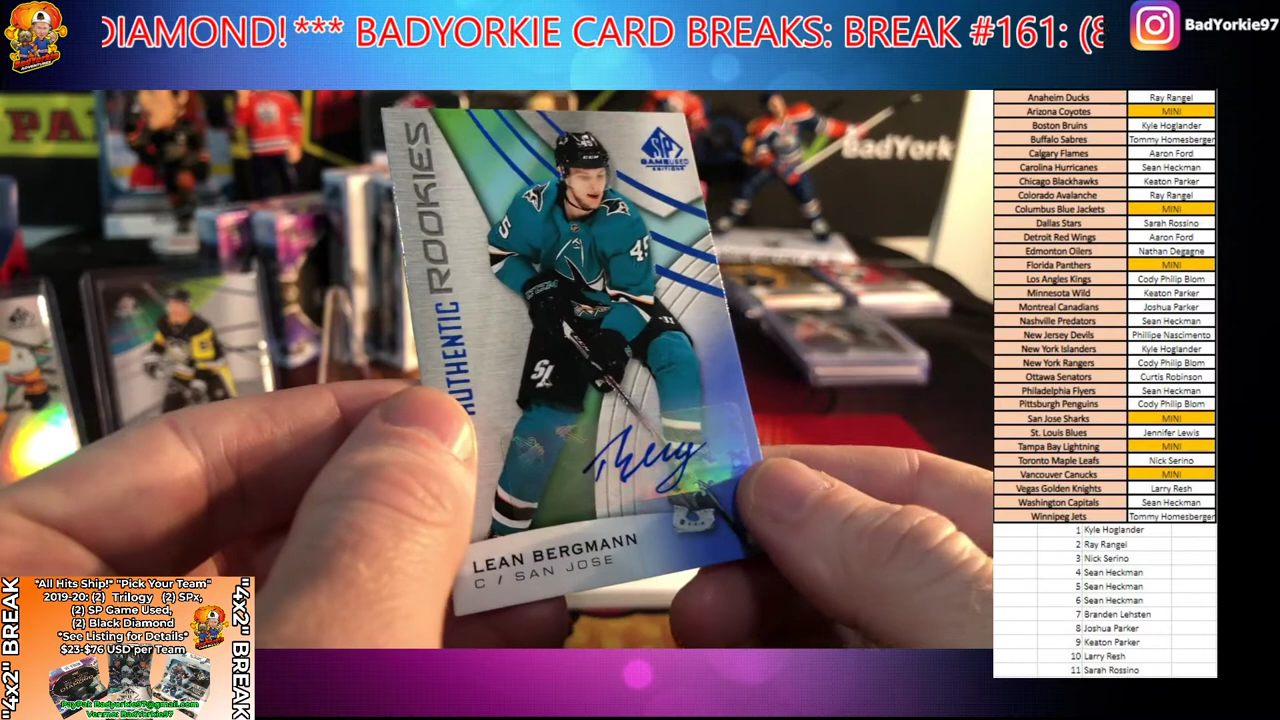 DIAMOND! *** BADYORKIE CARD BREAKS: BREAK #161: (8
BadYorkie97
BadYork
AUTHENTIC ROOKIES
SP
GAME USED
EDITION
45
LEAN BERGMANN
C / SAN JOSE
Anaheim Ducks Ray Rangel
Arizona Coyotes MINI
Boston Bruins Kyle Hoglander
Buffalo Sabres Tommy Homesberger
Calgary Flames Aaron Ford
Carolina Hurricanes Sean Heckman
Chicago Blackhawks Keaton Parker
Colorado Avalanche Ray Rangel
Columbus Blue Jackets MINI
Dallas Stars Sarah Rossino
Detroit Red Wings Aaron Ford
Edmonton Oilers Nathan Degagne
Florida Panthers MINI
Los Angeles Kings Cody Philip Blom
Minnesota Wild Keaton Parker
Montreal Canadians Joshua Parker
Nashville Predators Sean Heckman
New Jersey Devils Phillipe Nascimento
New York Islanders Kyle Hoglander
New York Rangers Cody Philip Blom
Ottawa Senators Curtis Robinson
Philadelphia Flyers Sean Heckman
Pittsburgh Penguins Cody Philip Blom
San Jose Sharks MINI
St. Louis Blues Jennifer Lewis
Tampa Bay Lightning MINI
Toronto Maple Leafs Nick Serino
Vancouver Canucks MINI
Vegas Golden Knights Larry Resh
Washington Capitals Sean Heckman
Winnipeg Jets Tommy Homesberger
1 Kyle Hoglander
2 Ray Rangel
3 Nick Serino
4 Sean Heckman
5 Sean Heckman
6 Sean Heckman
7 Branden Lehsten
8 Joshua Parker
9 Keaton Parker
10 Larry Resh
11 Sarah Rossino
"4x2" BREAK
"All Hits Ship!" "Pick Your Team"
2019-20: (2) Trilogy (2) SPx,
(2) SP Game Used,
(2) Black Diamond
*See Listing for Details*
$23-$76 USD per Team
PayPak Badyorkie97@gmail.com
Venmo: BadYorkie97
"4x2" BREAK